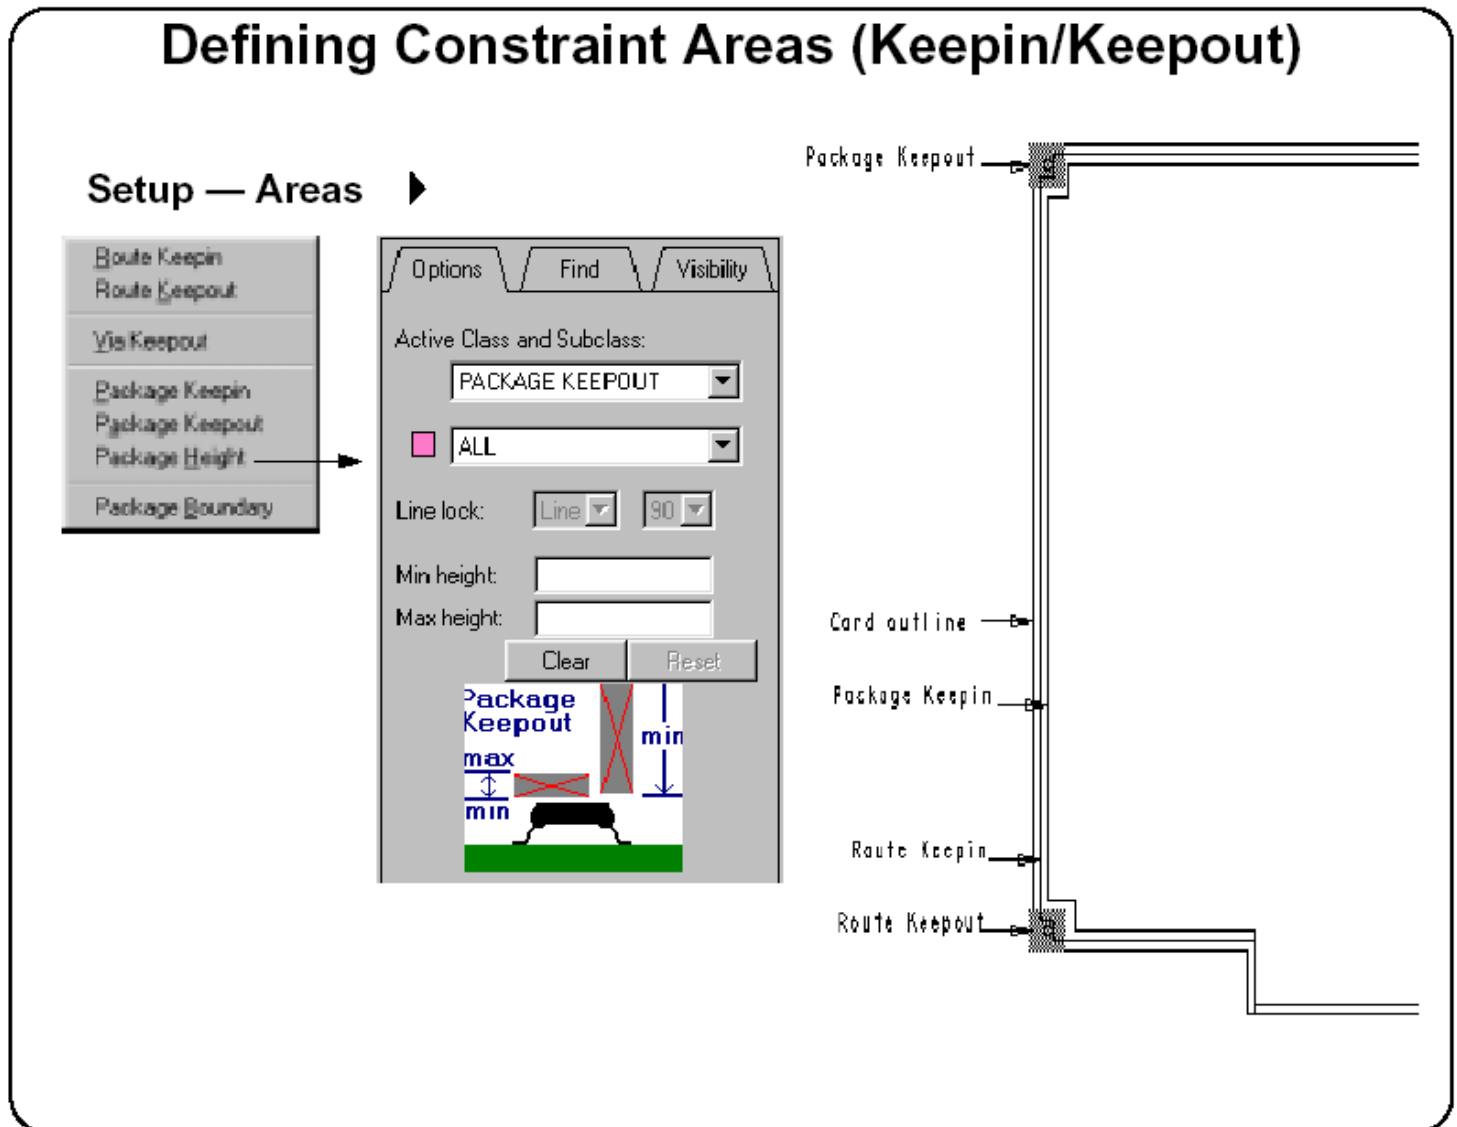 Defining Constraint Areas (Keepin/Keepout)
Setup — Areas
Route Keepin
Route Keepout
Via Keepout
Package Keepin
Package Keepout
Package Height
Package Boundary
Options Find Visibility
Active Class and Subclass:
PACKAGE KEEPOUT
ALL
Line lock: Line 90
Min height:
Max height:
Clear Reset
Package
Keepout
max
min
min
Package Keepout
Card outline
Package Keepin
Route Keepin
Route Keepout